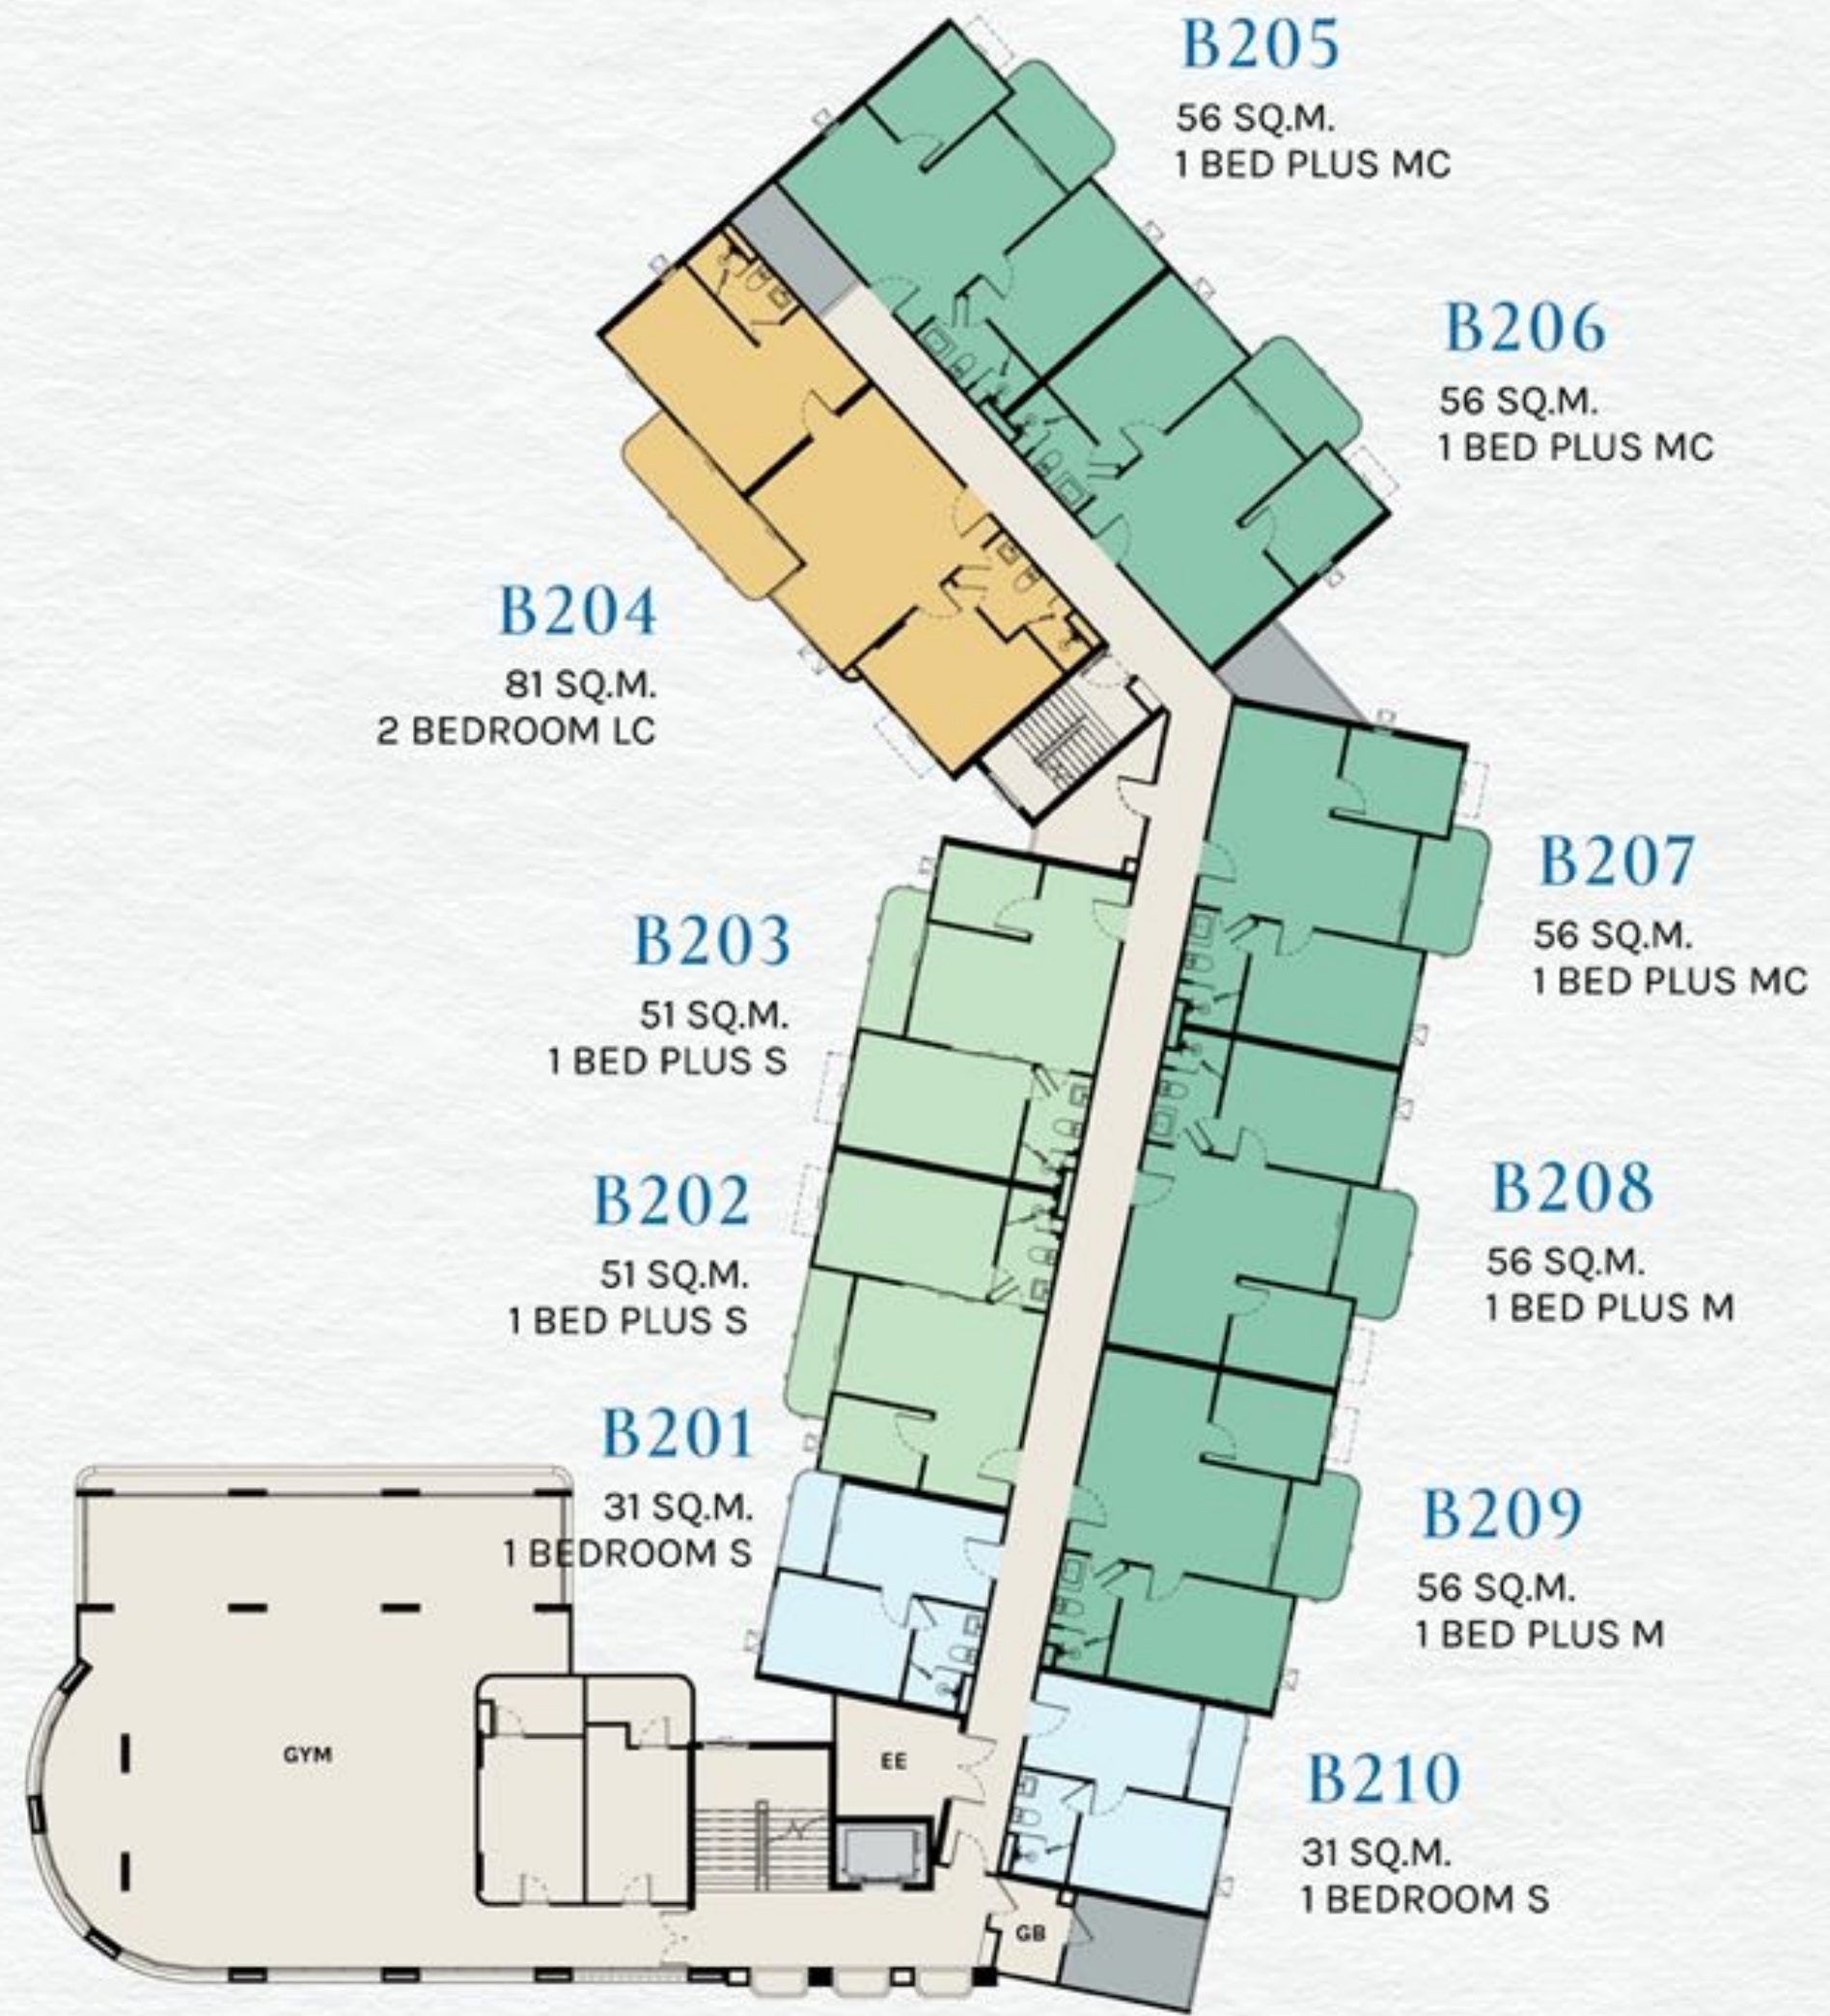 B205
56 SQ.M.
1 BED PLUS MC
B206
56 SQ.M.
1 BED PLUS MC
B204
81 SQ.M.
2 BEDROOM LC
B207
56 SQ.M.
1 BED PLUS MC
B203
51 SQ.M.
1 BED PLUS S
B208
56 SQ.M.
1 BED PLUS M
B202
51 SQ.M.
1 BED PLUS S
B201
31 SQ.M.
1 BEDROOM S
B209
56 SQ.M.
1 BED PLUS M
GYM
EE
B210
31 SQ.M.
1 BEDROOM S
GB